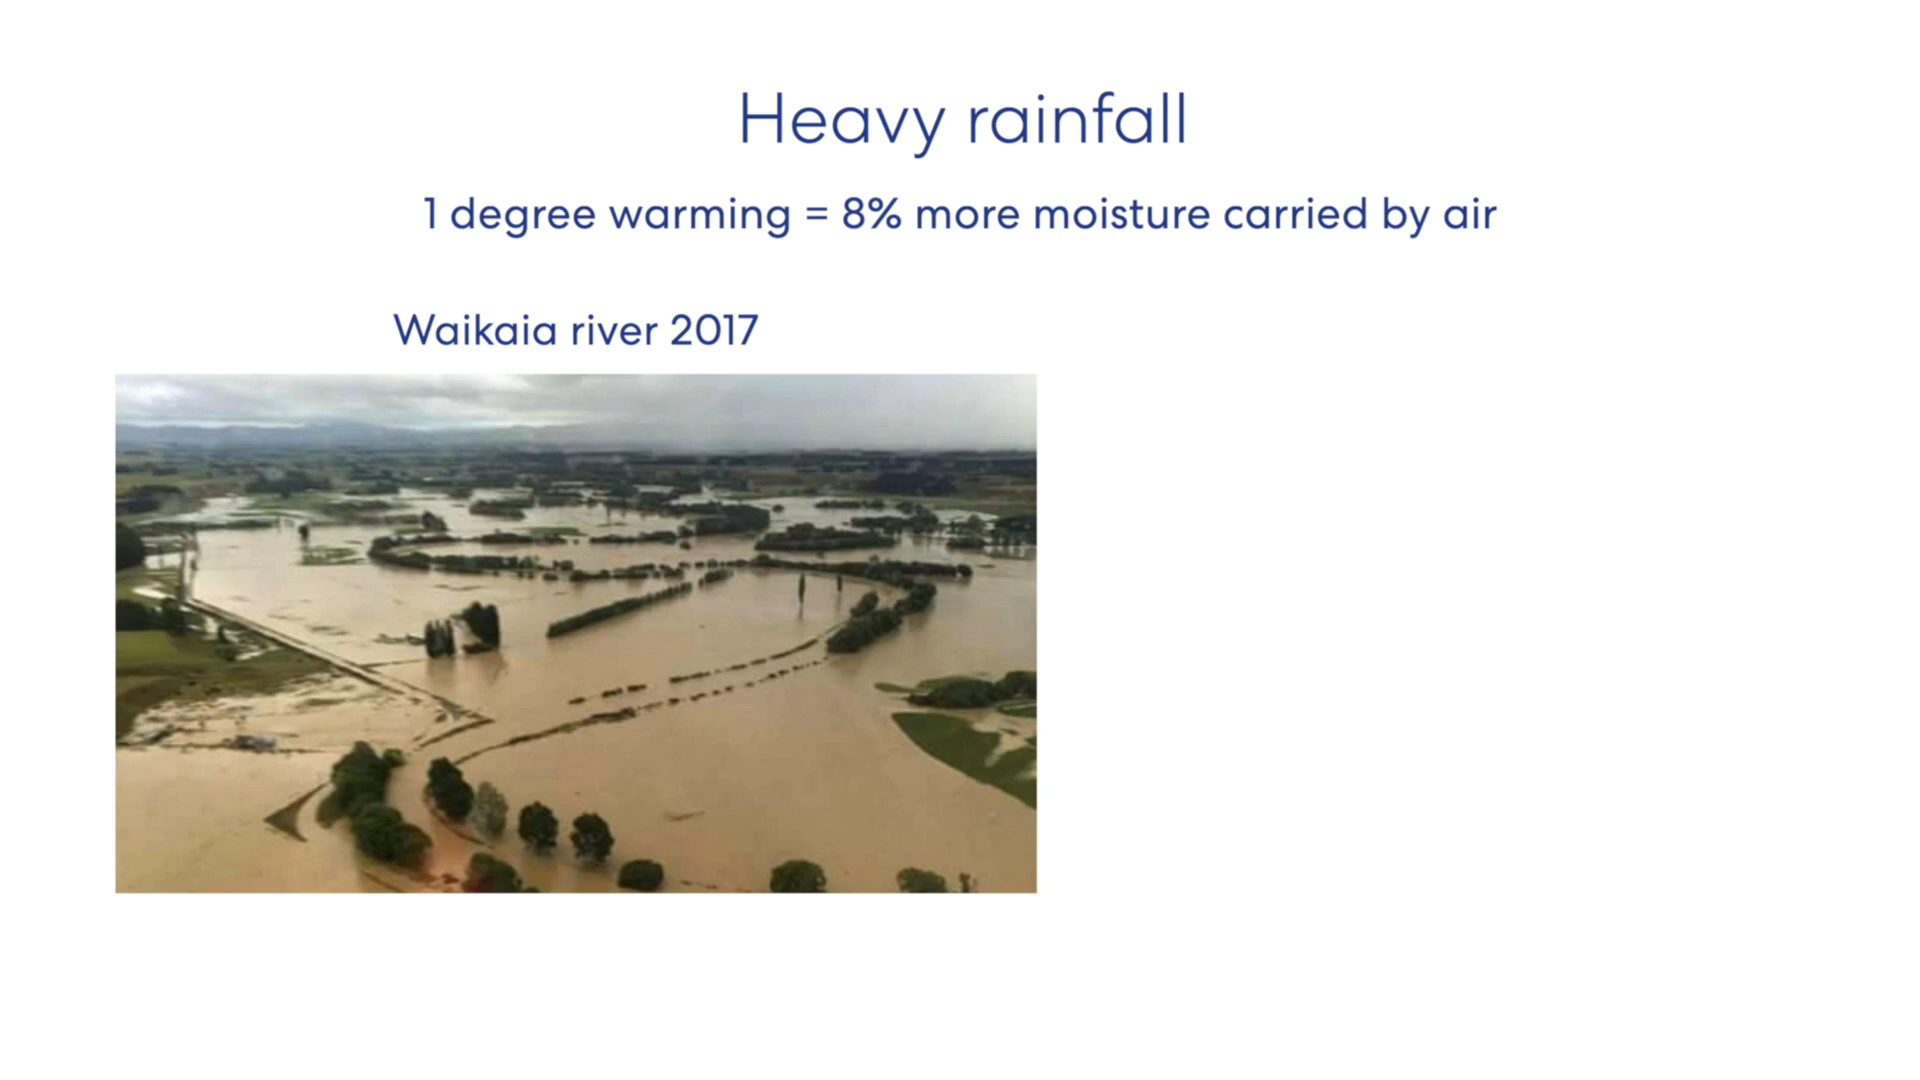 Heavy rainfall
1 degree warming = 8% more moisture carried by air
Waikaia river 2017